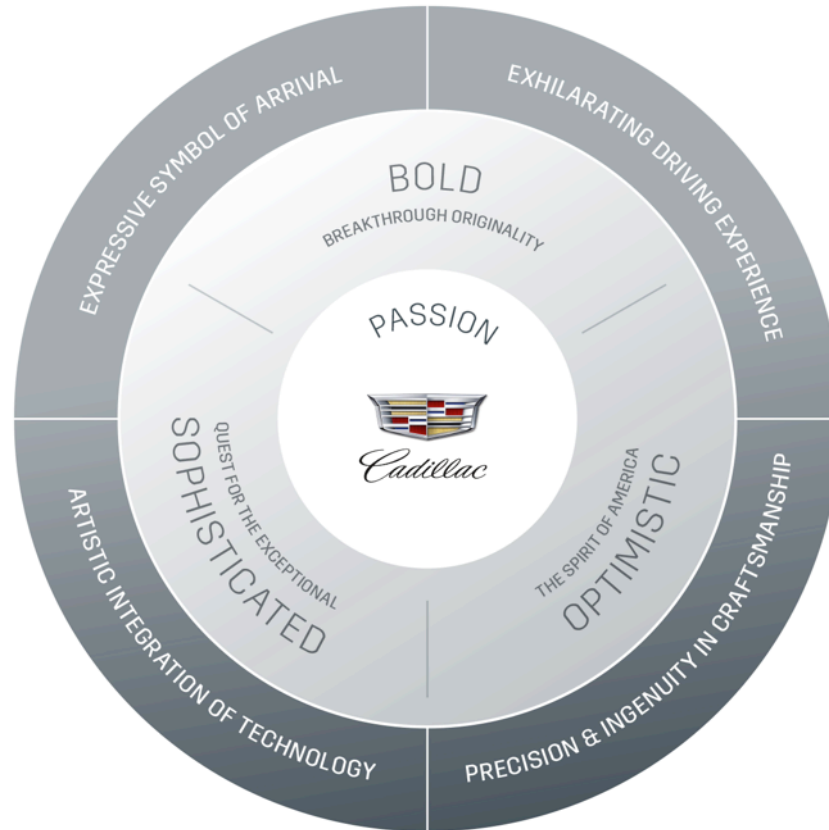 EXPRESSIVE SYMBOL OF ARRIVAL
EXHILARATING DRIVING EXPERIENCE
BOLD
BREAKTHROUGH ORIGINALITY
PASSION
Cadillac
QUEST FOR THE EXCEPTIONAL
SOPHISTICATED
THE SPIRIT OF AMERICA
OPTIMISTIC
ARTISTIC INTEGRATION OF TECHNOLOGY
PRECISION & INGENUITY IN CRAFTSMANSHIP